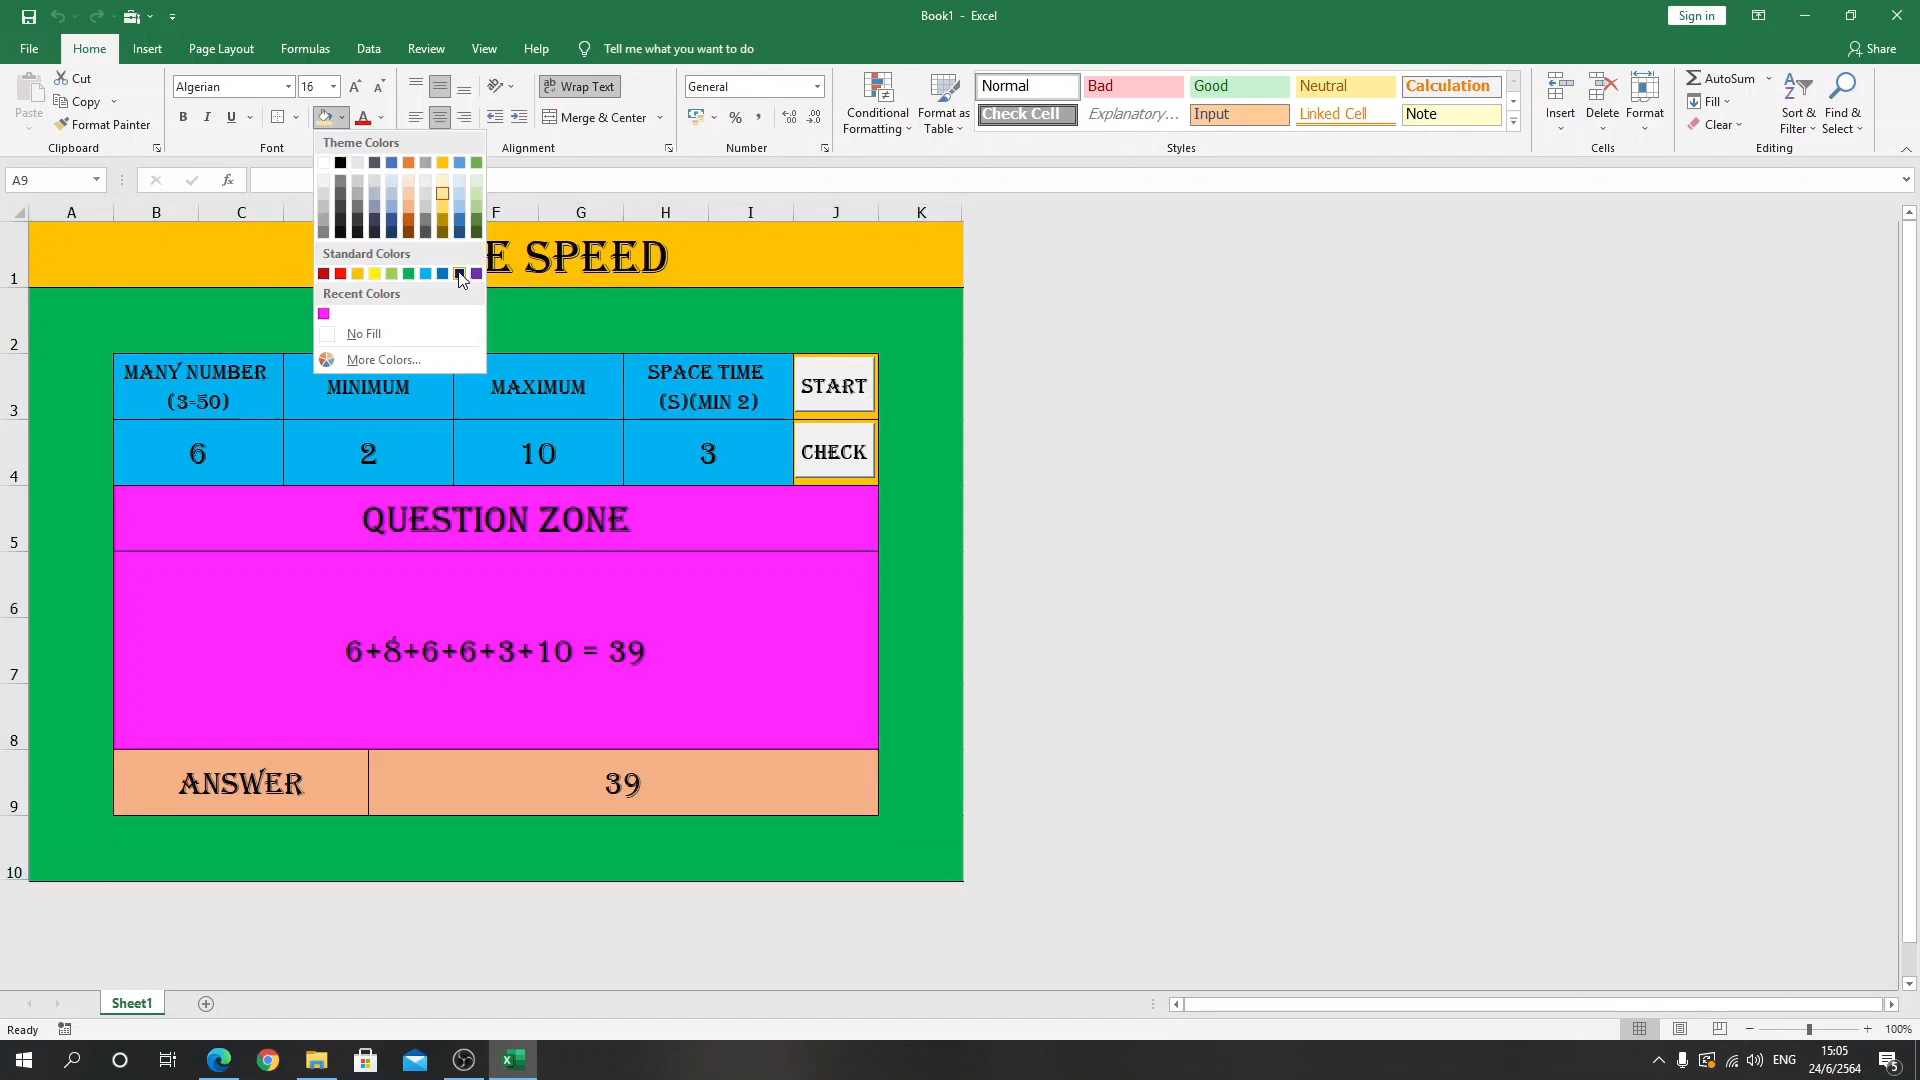 Book1 - Excel
Sign in
File Home Insert Page Layout Formulas Data Review View Help Tell me what you want to do
Share
Paste
Cut
Copy
Format Painter
Clipboard
Algerian 16
B I U
Font
Wrap Text
Merge & Center
Alignment
General
Number
Conditional Formatting
Format as Table
Normal Bad Good Neutral Calculation
Check Cell Explanatory... Input Linked Cell Note
Styles
Insert Delete Format
Cells
AutoSum
Fill
Clear
Sort & Filter
Find & Select
Editing
Theme Colors
Standard Colors
Recent Colors
No Fill
More Colors...
A9
fx
A B C F G H I J K
E SPEED
1
2
MANY NUMBER
(3-50)
MINIMUM
MAXIMUM
SPACE TIME
(S)(MIN 2)
START
3
6 2 10 3 CHECK
4
QUESTION ZONE
5
6
6+8+6+6+3+10 = 39
7
8
ANSWER 39
9
10
Sheet1
Ready
100%
ENG
15:05
24/6/2564
5